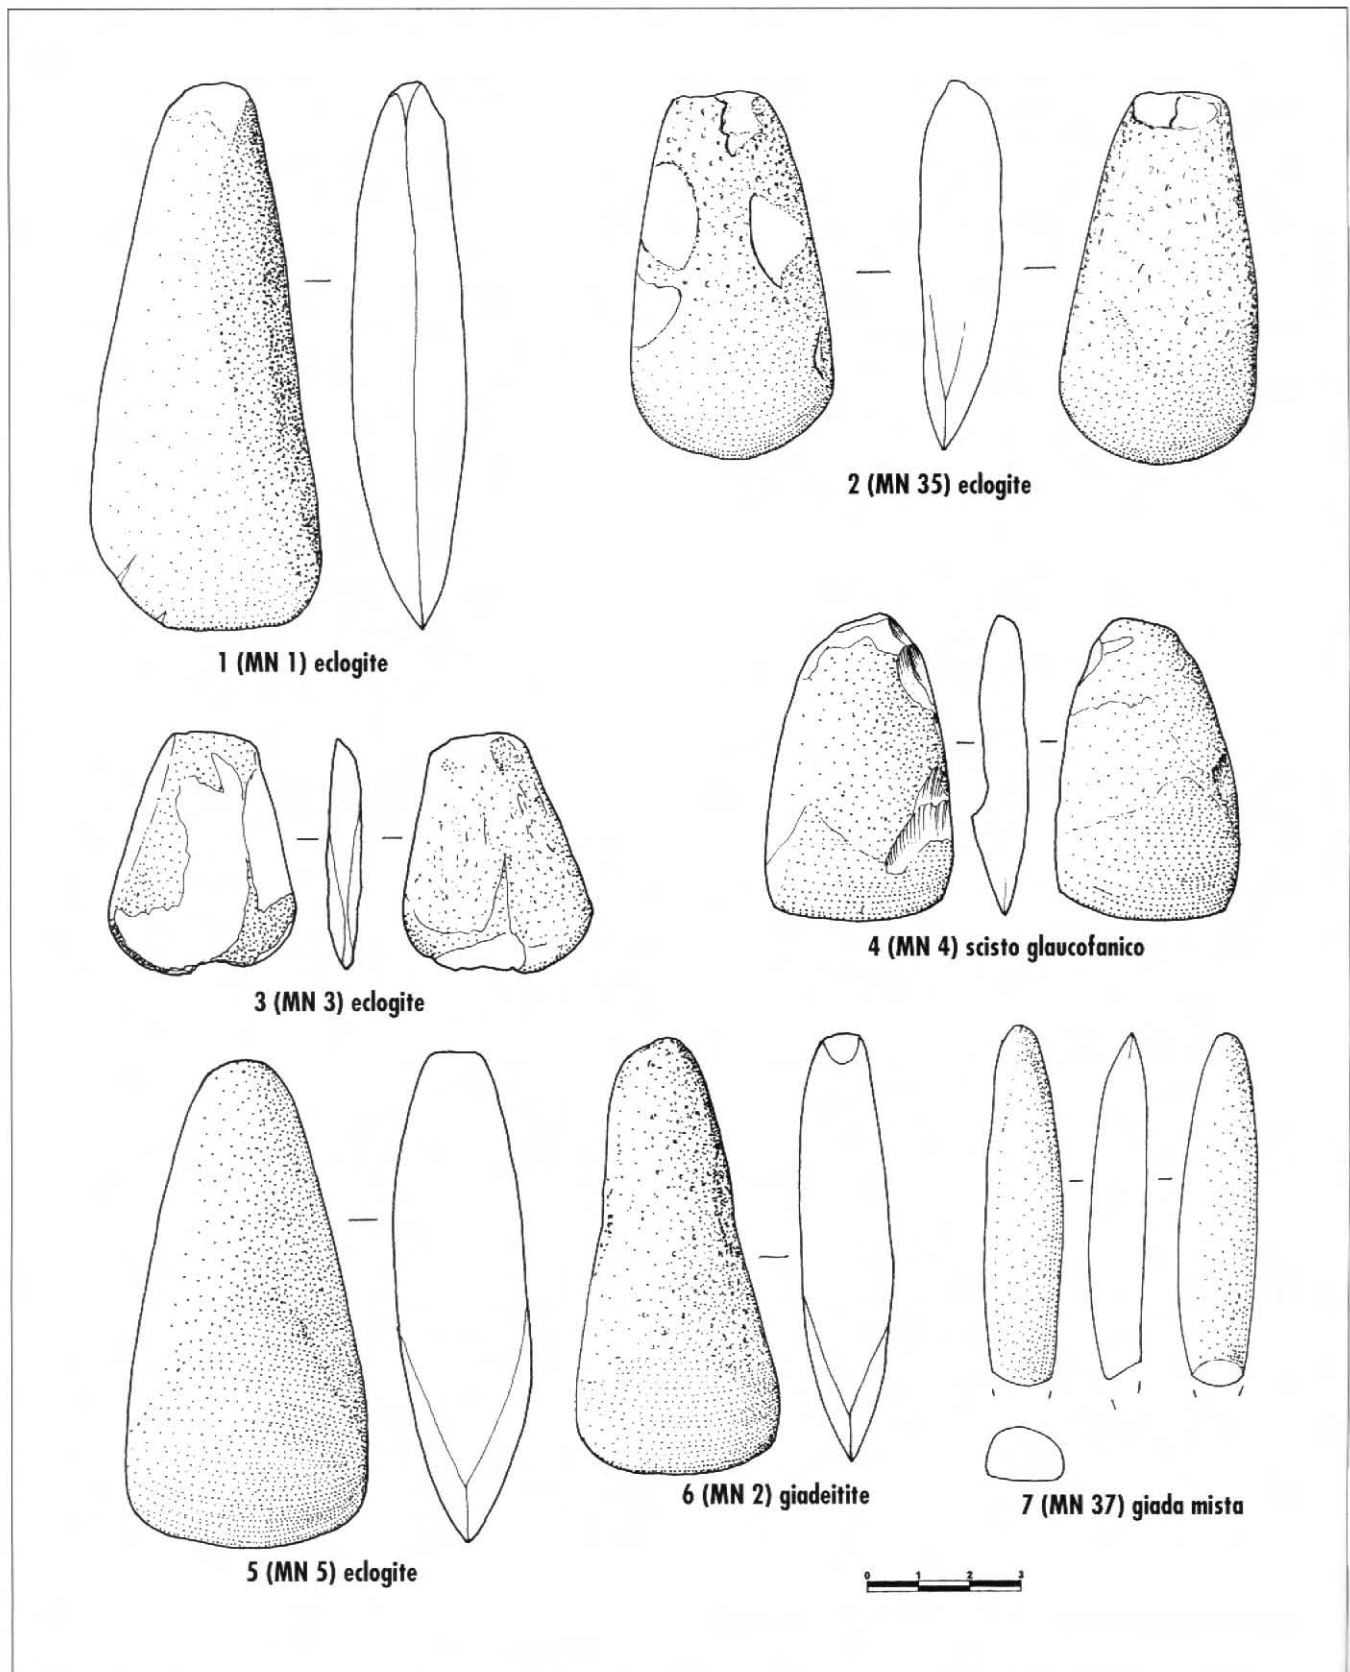 1 (MN 1) eclogite
2 (MN 35) eclogite
3 (MN 3) eclogite
4 (MN 4) scisto glaucofanico
5 (MN 5) eclogite
6 (MN 2) giadeitite
7 (MN 37) giada mista
0 1 2 3